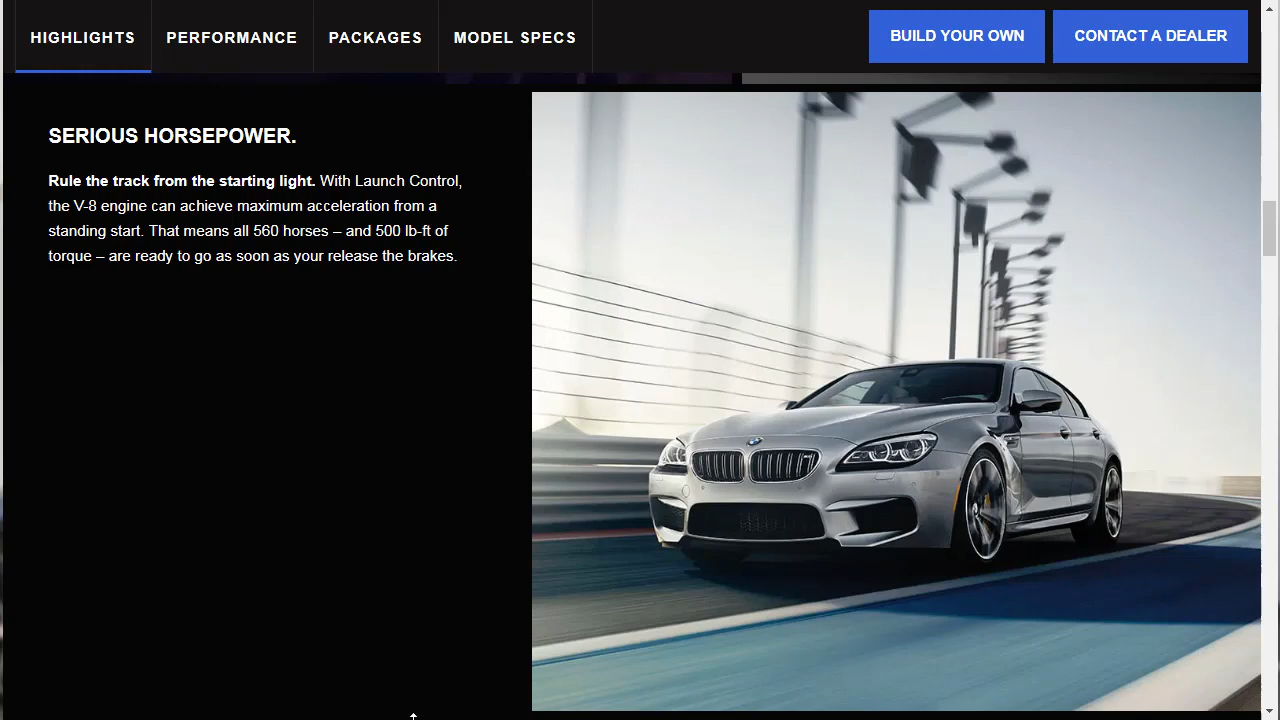 HIGHLIGHTS
PERFORMANCE
PACKAGES
MODEL SPECS
BUILD YOUR OWN
CONTACT A DEALER
SERIOUS HORSEPOWER.
Rule the track from the starting light. With Launch Control,
the V-8 engine can achieve maximum acceleration from a
standing start. That means all 560 horses – and 500 lb-ft of
torque – are ready to go as soon as your release the brakes.